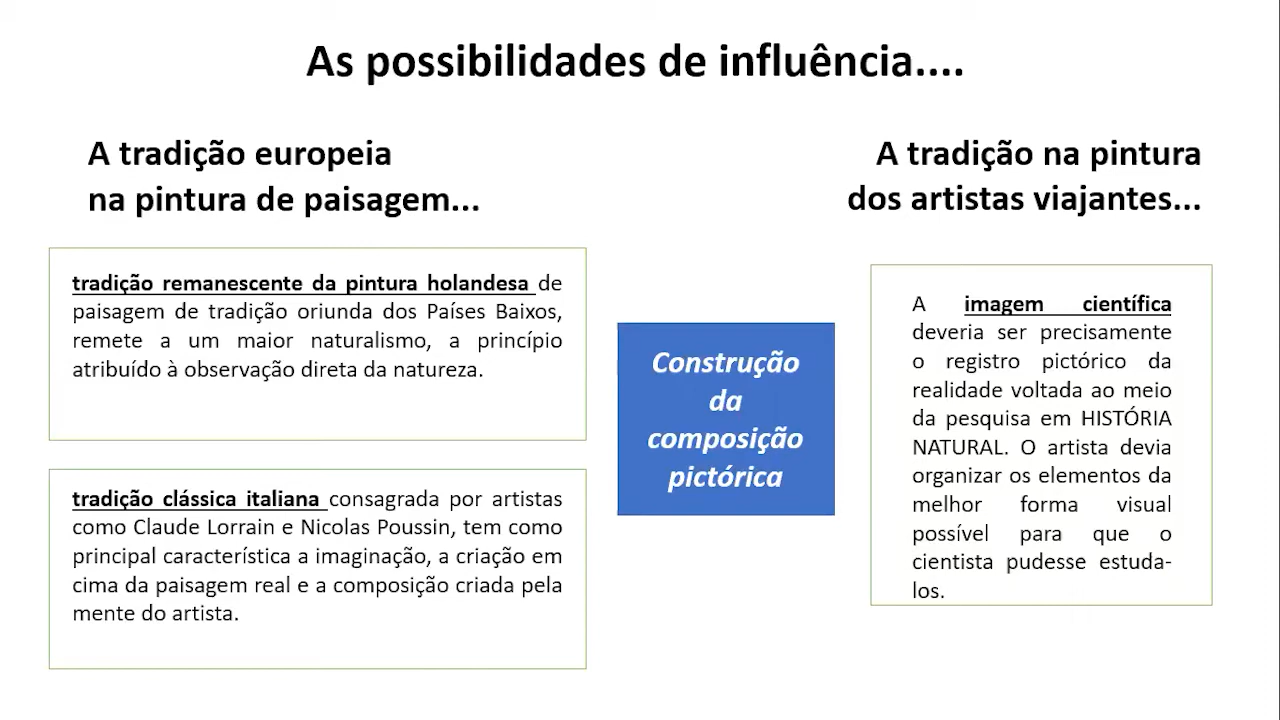 As possibilidades de influência....
A tradição europeia
na pintura de paisagem...
tradição remanescente da pintura holandesa de
paisagem de tradição oriunda dos Países Baixos,
remete a um maior naturalismo, a princípio
atribuído à observação direta da natureza.
tradição clássica italiana consagrada por artistas
como Claude Lorrain e Nicolas Poussin, tem como
principal característica a imaginação, a criação em
cima da paisagem real e a composição criada pela
mente do artista.
Construção
da
composição
pictórica
A tradição na pintura
dos artistas viajantes...
A imagem científica
deveria ser precisamente
o registro pictórico da
realidade voltada ao meio
da pesquisa em HISTÓRIA
NATURAL. O artista devia
organizar os elementos da
melhor forma visual
possível para que o
cientista pudesse estuda-
los.